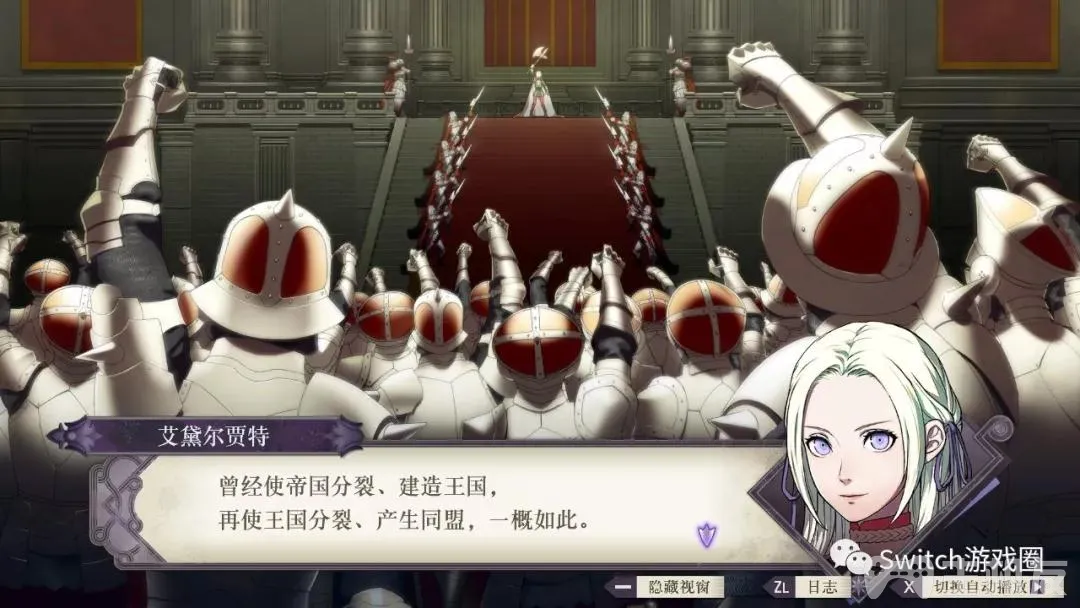 艾黛尔贾特
曾经使帝国分裂、建造王国，
再使王国分裂、产生同盟，一概如此。
Switch游戏圈
隐藏视窗
ZL 日志
X 切换自动播放